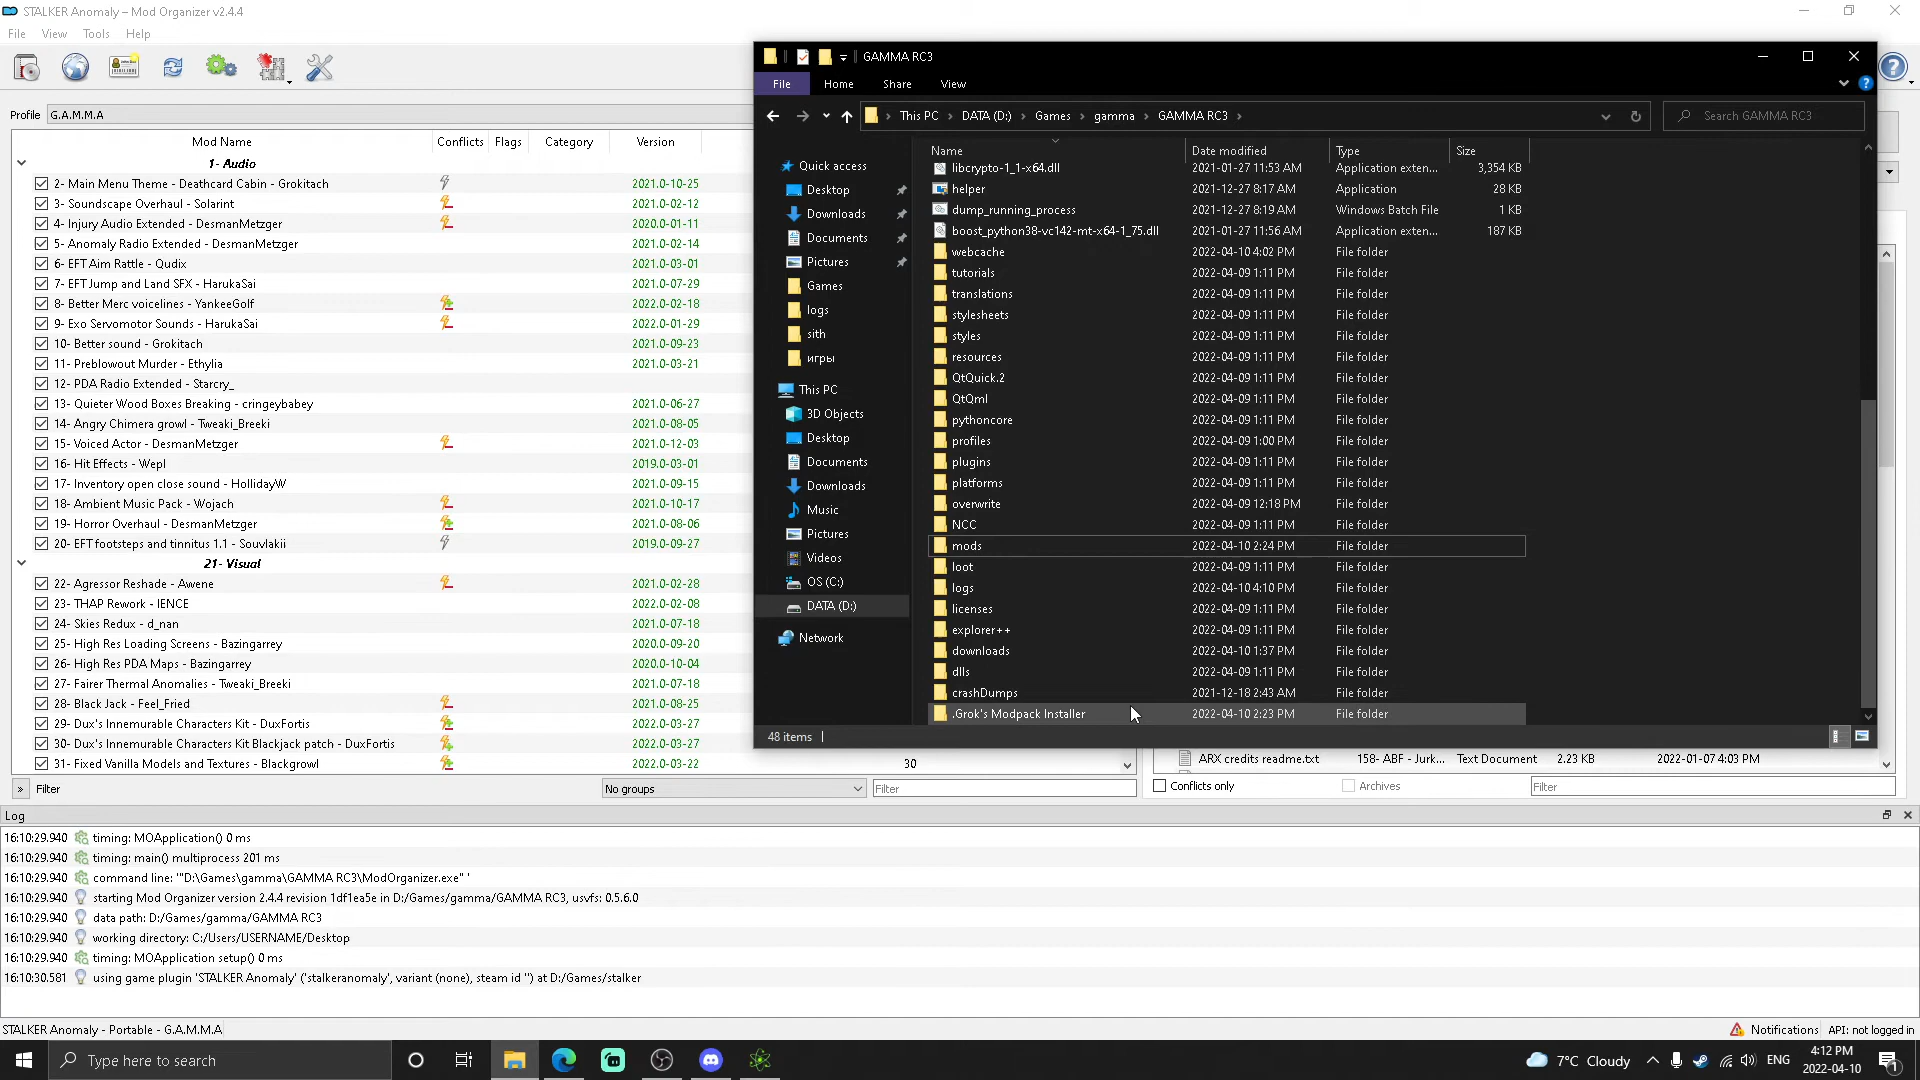 STALKER Anomaly – Mod Organizer v2.4.4
File View Tools Help
Profile G.A.M.M.A
Mod Name Conflicts Flags Category Version
1- Audio
2- Main Menu Theme - Deathcard Cabin - Grokitach 2021.0-10-25
3- Soundscape Overhaul - Solarint 2021.0-02-12
4- Injury Audio Extended - DesmanMetzger 2020.0-01-11
5- Anomaly Radio Extended - DesmanMetzger 2021.0-02-14
6- EFT Aim Rattle - Qudix 2021.0-03-01
7- EFT Jump and Land SFX - HarukaSai 2021.0-07-29
8- Better Merc voicelines - YankeeGolf 2022.0-02-18
9- Exo Servomotor Sounds - HarukaSai 2022.0-01-29
10- Better sound - Grokitach 2021.0-09-23
11- Preblowout Murder - Ethylia 2021.0-03-21
12- PDA Radio Extended - Starcry_
13- Quieter Wood Boxes Breaking - cringeybabey 2021.0-06-27
14- Angry Chimera growl - Tweaki_Breeki 2021.0-08-25
15- Voiced Actor - DesmanMetzger 2021.0-12-03
16- Hit Effects - Wepl 2019.0-03-01
17- Inventory open close sound - HollidayW 2021.0-09-15
18- Ambient Music Pack - Wojach 2021.0-10-17
19- Horror Overhaul - DesmanMetzger 2021.0-08-06
20- EFT footsteps and tinnitus 1.1 - Souvlakii 2019.0-09-27
21- Visual
22- Agressor Reshade - Awene 2021.0-02-28
23- THAP Rework - IENCE 2022.0-02-08
24- Skies Redux - d_nan 2021.0-07-18
25- High Res Loading Screens - Bazingarrey 2020.0-09-20
26- High Res PDA Maps - Bazingarrey 2020.0-10-04
27- Fairer Thermal Anomalies - Tweaki_Breeki 2021.0-07-18
28- Black Jack - Feel_Fried 2021.0-08-25
29- Dux's Innemurable Characters Kit - DuxFortis 2022.0-03-27
30- Dux's Innemurable Characters Kit Blackjack patch - DuxFortis 2022.0-03-27
31- Fixed Vanilla Models and Textures - Blackgrowl 2022.0-03-22 30
» Filter No groups Filter
GAMMA RC3
File Home Share View
This PC DATA (D:) Games gamma GAMMA RC3 Search GAMMA RC3
Quick access
Desktop
Downloads
Documents
Pictures
Games
logs
sith
игры
This PC
3D Objects
Desktop
Documents
Downloads
Music
Pictures
Videos
OS (C:)
DATA (D:)
Network
Name Date modified Type Size
libcrypto-1_1-x64.dll 2021-01-27 11:53 AM Application exten... 3,354 KB
helper 2021-12-27 8:17 AM Application 28 KB
dump_running_process 2021-12-27 8:19 AM Windows Batch File 1 KB
boost_python38-vc142-mt-x64-1_75.dll 2021-01-27 11:56 AM Application exten... 187 KB
webcache 2022-04-10 4:02 PM File folder
tutorials 2022-04-09 1:11 PM File folder
translations 2022-04-09 1:11 PM File folder
stylesheets 2022-04-09 1:11 PM File folder
styles 2022-04-09 1:11 PM File folder
resources 2022-04-09 1:11 PM File folder
QtQuick.2 2022-04-09 1:11 PM File folder
QtQml 2022-04-09 1:11 PM File folder
pythoncore 2022-04-09 1:11 PM File folder
profiles 2022-04-09 1:00 PM File folder
plugins 2022-04-09 1:11 PM File folder
platforms 2022-04-09 1:11 PM File folder
overwrite 2022-04-09 12:18 PM File folder
NCC 2022-04-09 1:11 PM File folder
mods 2022-04-10 2:24 PM File folder
loot 2022-04-09 1:11 PM File folder
logs 2022-04-10 4:10 PM File folder
licenses 2022-04-09 1:11 PM File folder
explorer++ 2022-04-09 1:11 PM File folder
downloads 2022-04-10 1:37 PM File folder
dlls 2022-04-09 1:11 PM File folder
crashDumps 2021-12-18 2:43 AM File folder
.Grok's Modpack Installer 2022-04-10 2:23 PM File folder
48 items
ARX credits readme.txt 158- ABF - Jurk... Text Document 2.23 KB 2022-01-07 4:03 PM
Conflicts only Archives Filter
Log
16:10:29.940 timing: MOApplication() 0 ms
16:10:29.940 timing: main() multiprocess 201 ms
16:10:29.940 command line: '"D:\Games\gamma\GAMMA RC3\ModOrganizer.exe" '
16:10:29.940 starting Mod Organizer version 2.4.4 revision 1df1ea5e in D:/Games/gamma/GAMMA RC3, usvfs: 0.5.6.0
16:10:29.940 data path: D:/Games/gamma/GAMMA RC3
16:10:29.940 working directory: C:/Users/USERNAME/Desktop
16:10:29.940 timing: MOApplication setup() 0 ms
16:10:30.581 using game plugin 'STALKER Anomaly' ('stalkeranomaly', variant (none), steam id '') at D:/Games/stalker
STALKER Anomaly - Portable - G.A.M.M.A Notifications API: not logged in
Type here to search 7°C Cloudy ENG 4:12 PM
2022-04-10 1